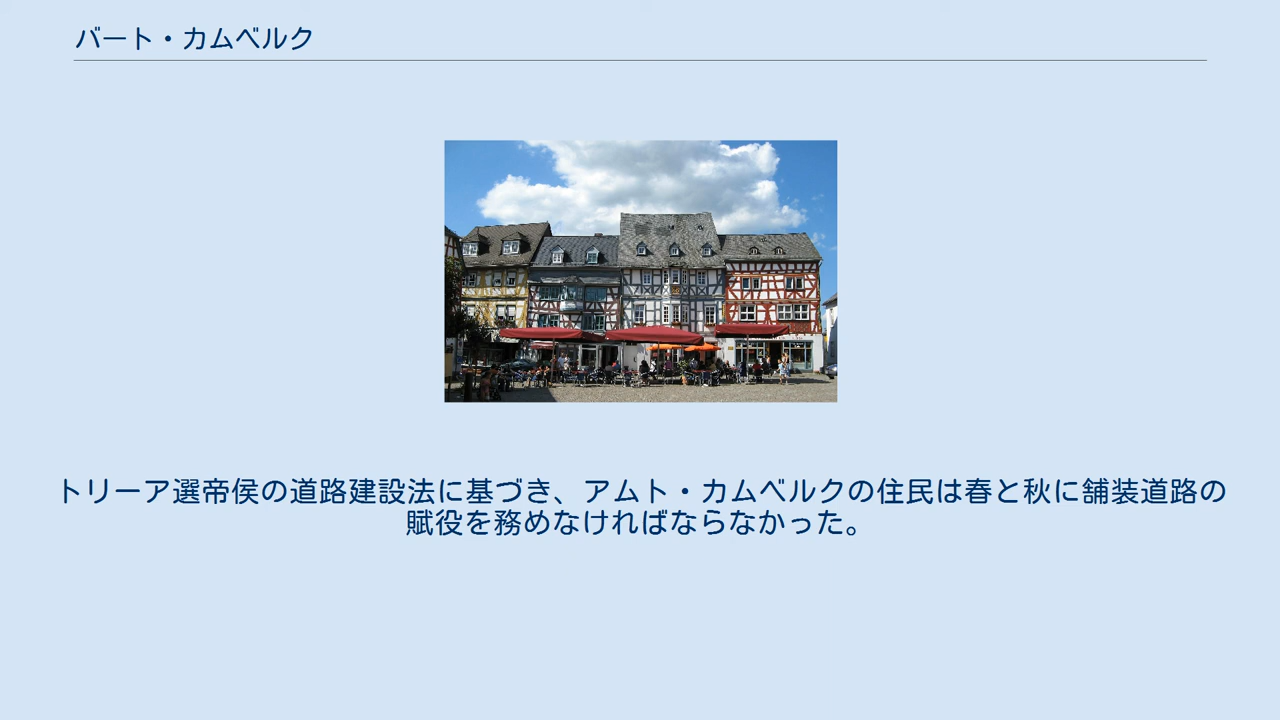 バート・カムベルク
トリーア選帝侯の道路建設法に基づき、アムト・カムベルクの住民は春と秋に舗装道路の
賦役を務めなければならなかった。